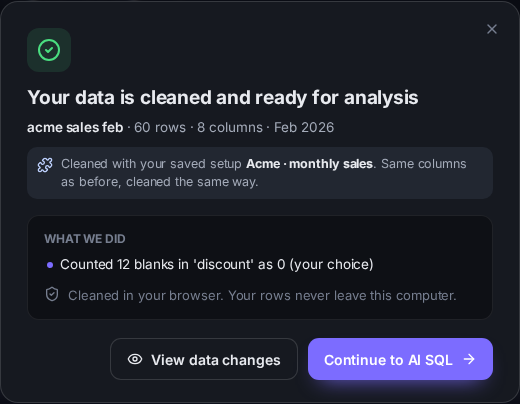 Your data is cleaned and ready for analysis
acme sales feb · 60 rows · 8 columns · Feb 2026
Cleaned with your saved setup Acme · monthly sales. Same columns
as before, cleaned the same way.
WHAT WE DID
Counted 12 blanks in 'discount' as 0 (your choice)
Cleaned in your browser. Your rows never leave this computer.
View data changes
Continue to AI SQL